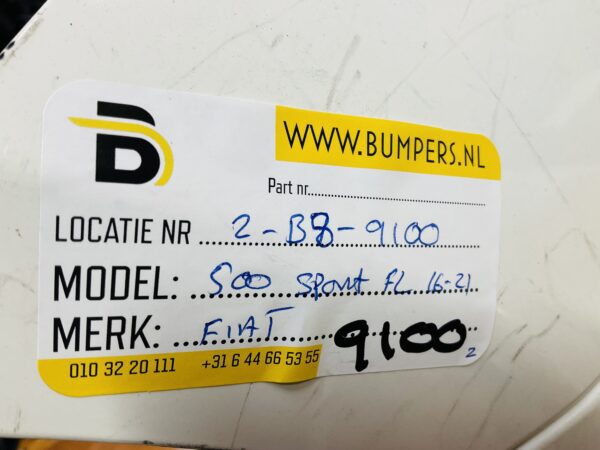 B
WWW.BUMPERS.NL
Part nr.
LOCATIE NR 2-B8-9100
MODEL: 500 Sport FL 16-21
MERK: FIAT
9100
2
010 32 20 111 +31 6 44 66 53 55